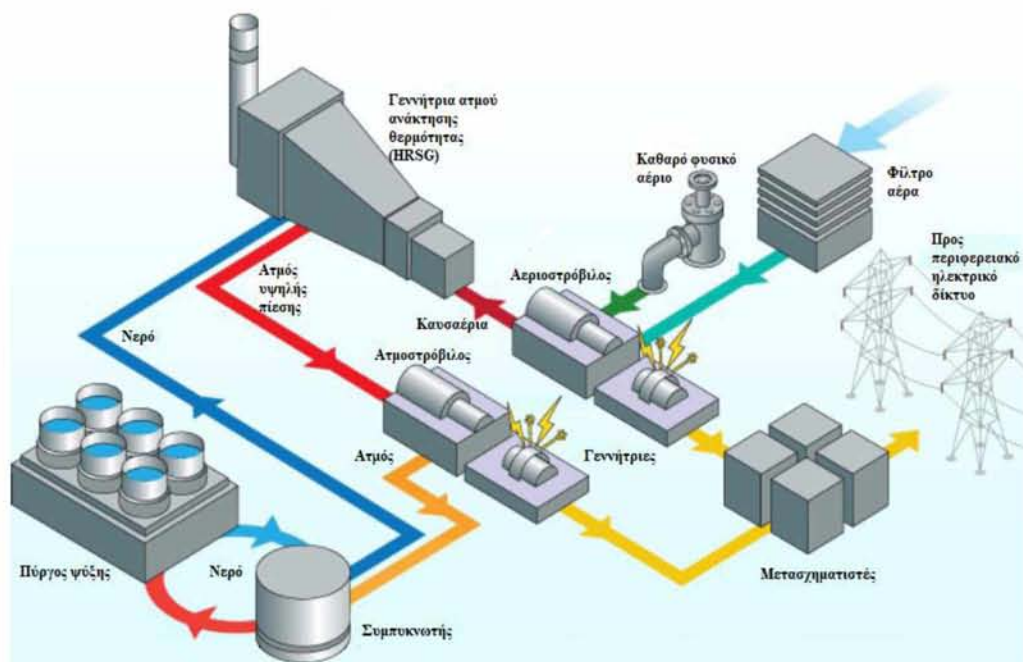 Γεννήτρια ατμού
ανάκτησης
θερμότητας
(HRSG)
Καθαρό φυσικό
αέριο
Φίλτρο
αέρα
Προς
περιφερειακό
ηλεκτρικό
δίκτυο
Ατμός
υψηλής
πίεσης
Αεριοστρόβιλος
Καυσαέρια
Νερό
Ατμοστρόβιλος
Ατμός
Γεννήτριες
Πύργος ψύξης
Νερό
Μετασχηματιστές
Συμπυκνωτής